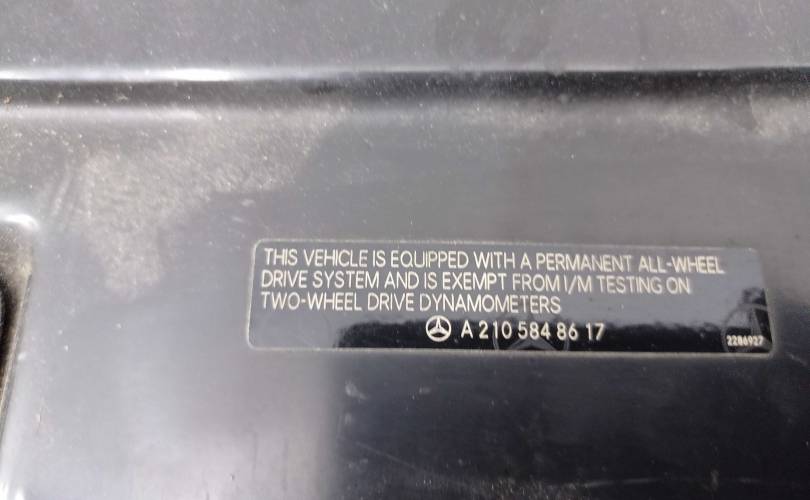 THIS VEHICLE IS EQUIPPED WITH A PERMANENT ALL-WHEEL
DRIVE SYSTEM AND IS EXEMPT FROM I/M TESTING ON
TWO-WHEEL DRIVE DYNAMOMETERS
A 210 584 86 17
2286927